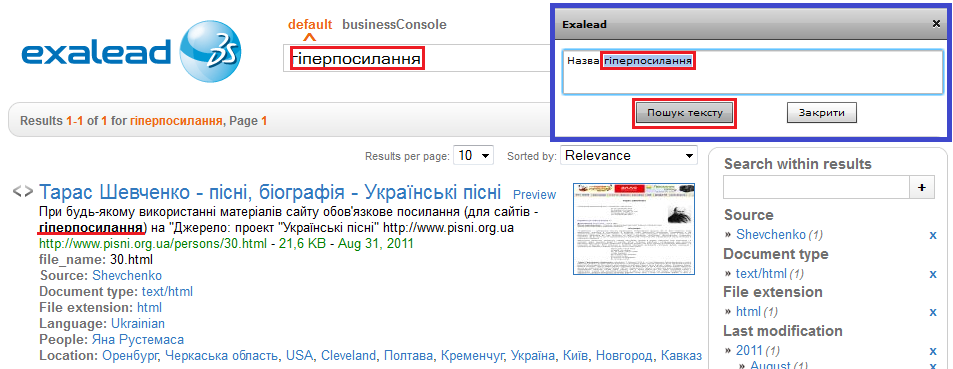 default businessConsole
exalead
гіперпосилання
Exalead x
Назва гіперпосилання
Пошук тексту Закрити
Results 1-1 of 1 for гіперпосилання, Page 1
Results per page: 10 Sorted by: Relevance
<> Тарас Шевченко - пісні, біографія - Українські пісні Preview
При будь-якому використанні матеріалів сайту обов'язкове посилання (для сайтів -
гіперпосилання) на "Джерело: проект "Українські пісні" http://www.pisni.org.ua
http://www.pisni.org.ua/persons/30.html - 21,6 KB - Aug 31, 2011
file_name: 30.html
Source: Shevchenko
Document type: text/html
File extension: html
Language: Ukrainian
People: Яна Рустемаса
Location: Оренбург, Черкаська область, USA, Cleveland, Полтава, Кременчуг, Україна, Київ, Новгород, Кавказ
Search within results
+
Source
» Shevchenko (1) x
Document type
» text/html (1) x
File extension
» html (1) x
Last modification
» 2011 (1) x
» August (1) x